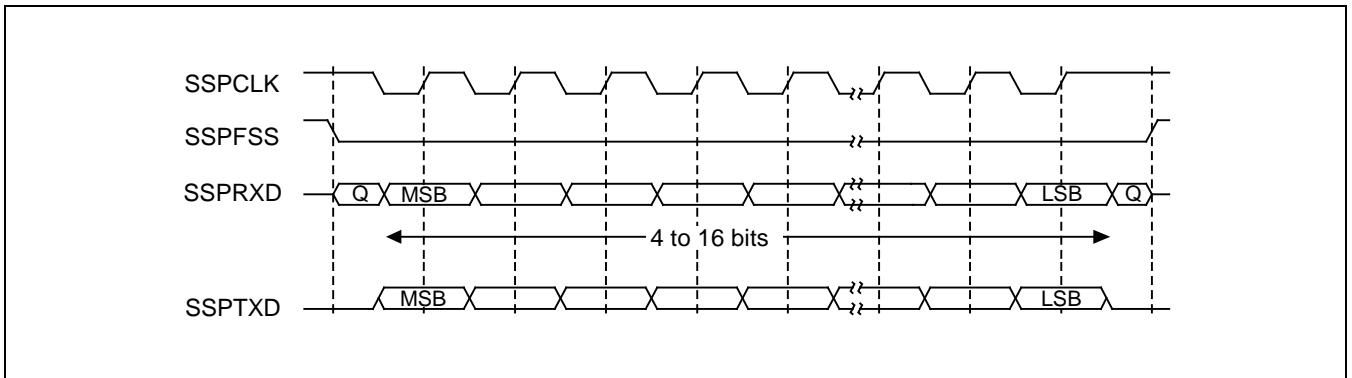 SSPCLK
SSPFSS
SSPRXD Q MSB LSB Q
4 to 16 bits
SSPTXD MSB LSB